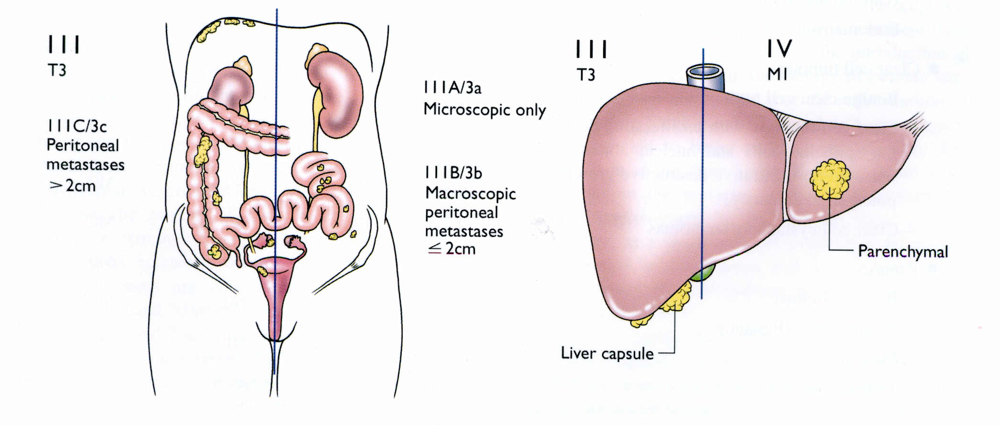 III
T3
IIIC/3c
Peritoneal
metastases
>2cm
IIIA/3a
Microscopic only
IIIB/3b
Macroscopic
peritoneal
metastases
≤ 2cm
III
T3
IV
MI
Parenchymal
Liver capsule